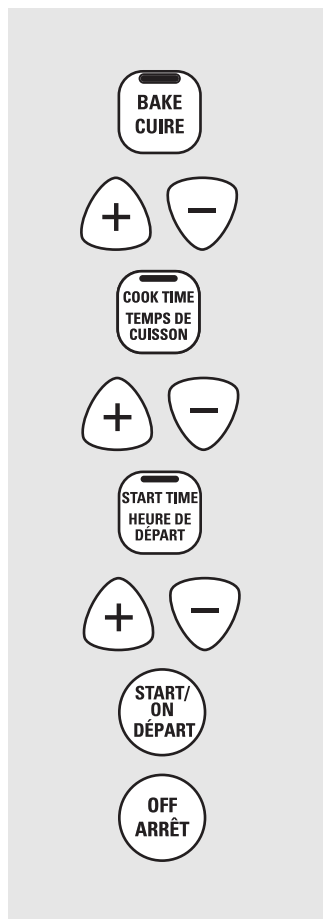 BAKE
CUIRE
+ −
COOK TIME
TEMPS DE
CUISSON
+ −
START TIME
HEURE DE
DÉPART
+ −
START/
ON
DÉPART
OFF
ARRÊT